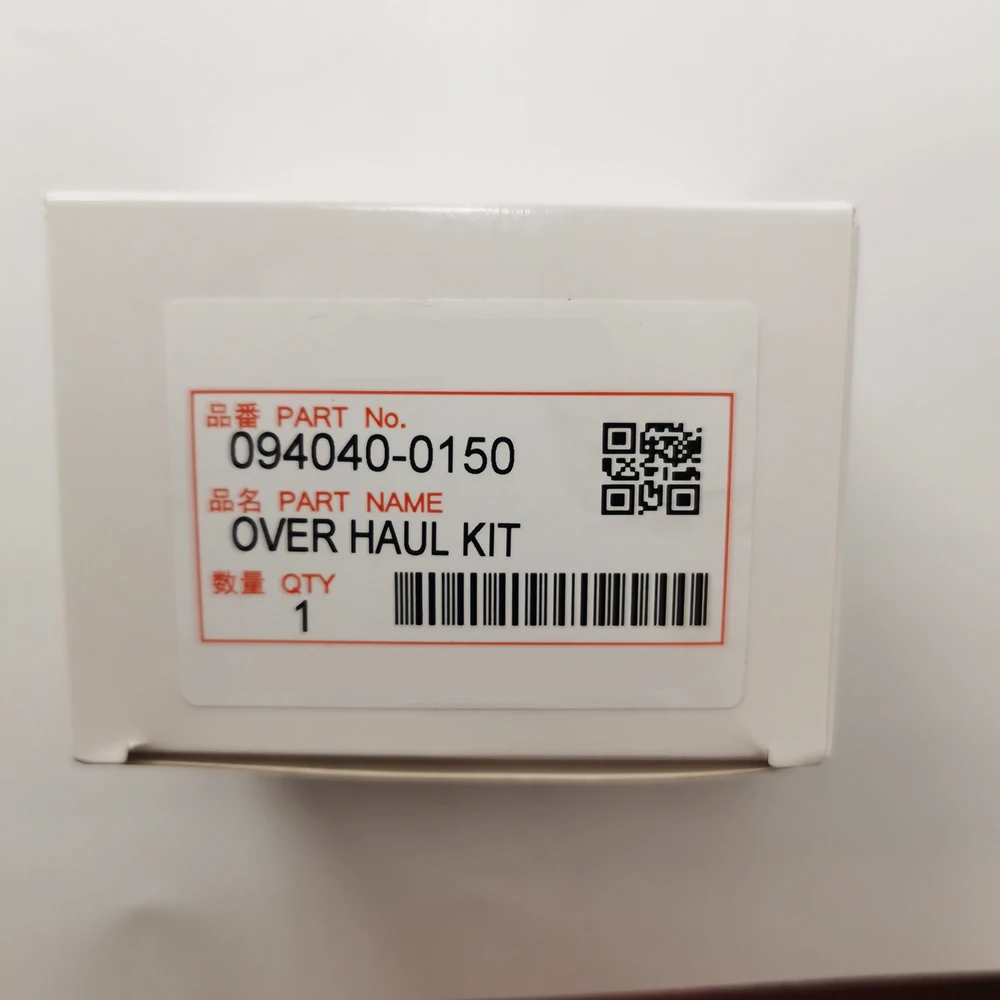 品番 PART No.
094040-0150
品名 PART NAME
OVER HAUL KIT
数量 QTY
1